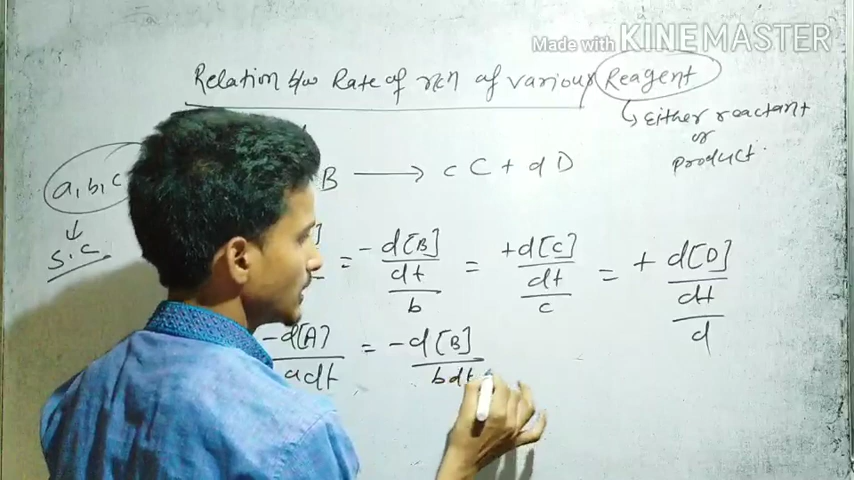 Made with KINEMASTER
Relation b/w Rate of rxn of various Reagent
Either reactant
or
product.
a, b, c
S.C
B ⟶ c C + d D
= - d[B]/dt/b = + d[C]/dt/c = + d[D]/dt/d
- d[A]/adt = - d[B]/bdt